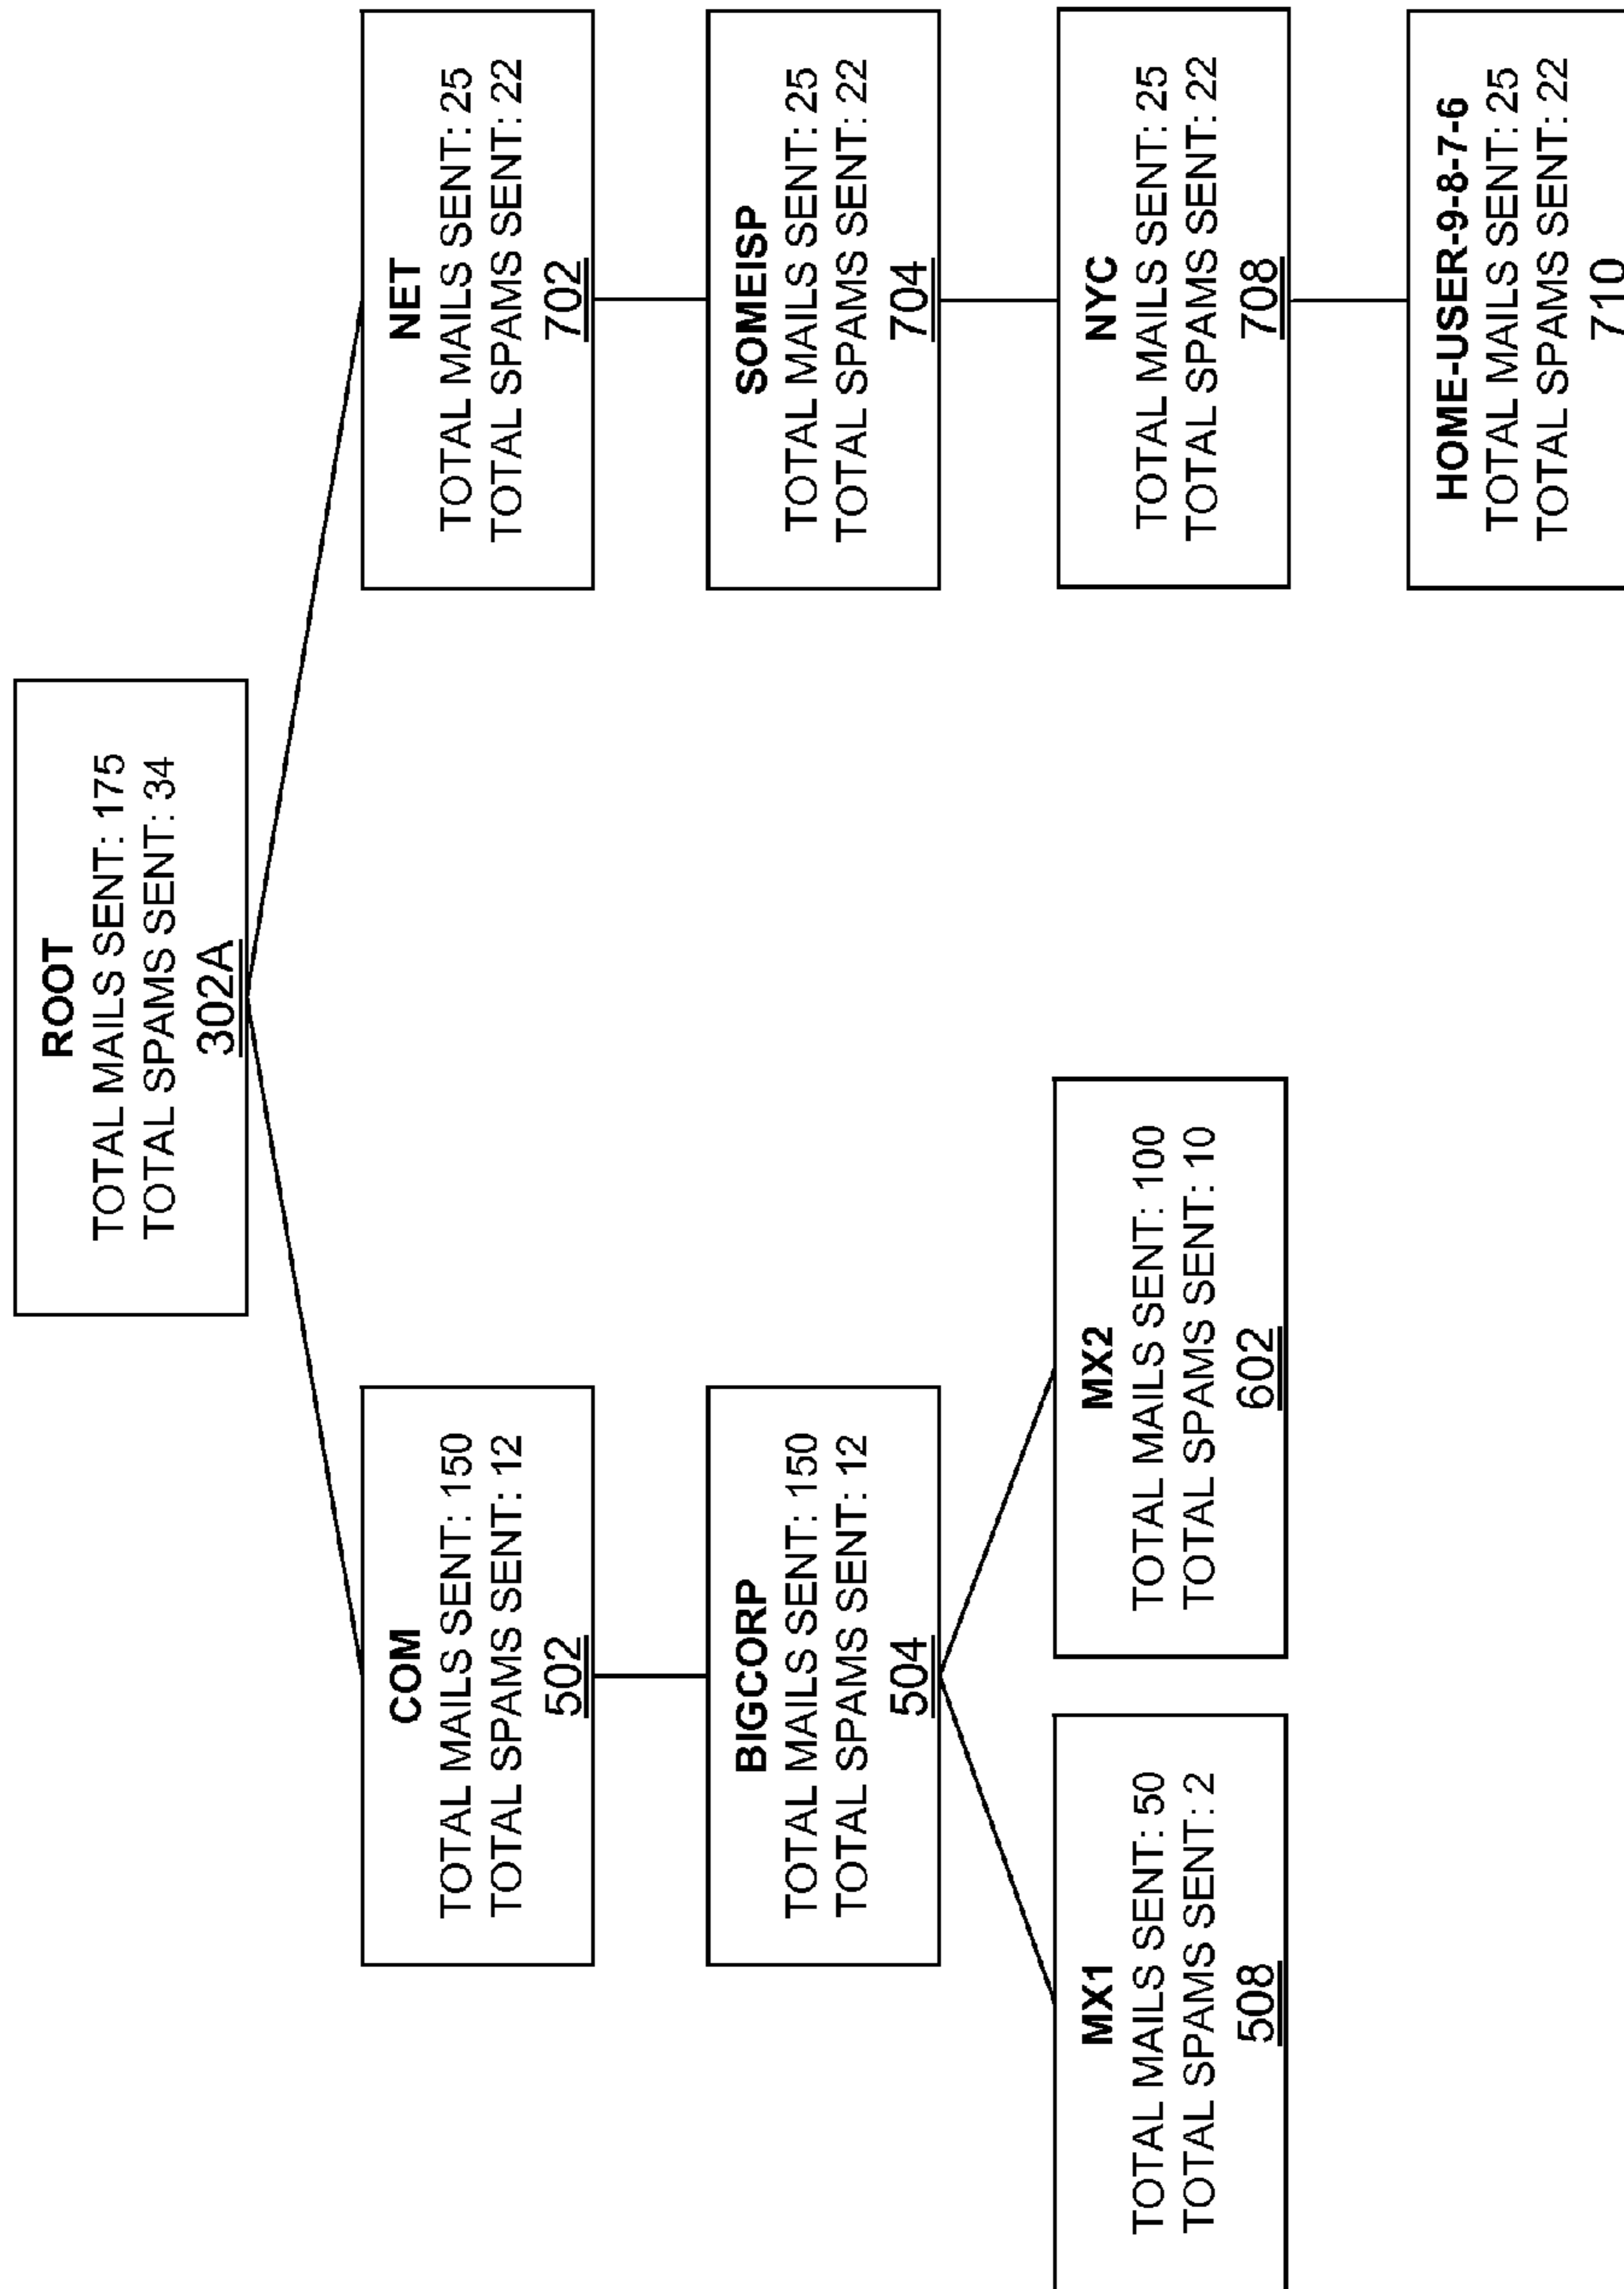 ROOT
TOTAL MAILS SENT: 175
TOTAL SPAMS SENT: 34
302A
COM
TOTAL MAILS SENT: 150
TOTAL SPAMS SENT: 12
502
NET
TOTAL MAILS SENT: 25
TOTAL SPAMS SENT: 22
702
BIGCORP
TOTAL MAILS SENT: 150
TOTAL SPAMS SENT: 12
504
SOMEISP
TOTAL MAILS SENT: 25
TOTAL SPAMS SENT: 22
704
MX1
TOTAL MAILS SENT: 50
TOTAL SPAMS SENT: 2
508
MX2
TOTAL MAILS SENT: 100
TOTAL SPAMS SENT: 10
602
NYC
TOTAL MAILS SENT: 25
TOTAL SPAMS SENT: 22
708
HOME-USER-9-8-7-6
TOTAL MAILS SENT: 25
TOTAL SPAMS SENT: 22
710